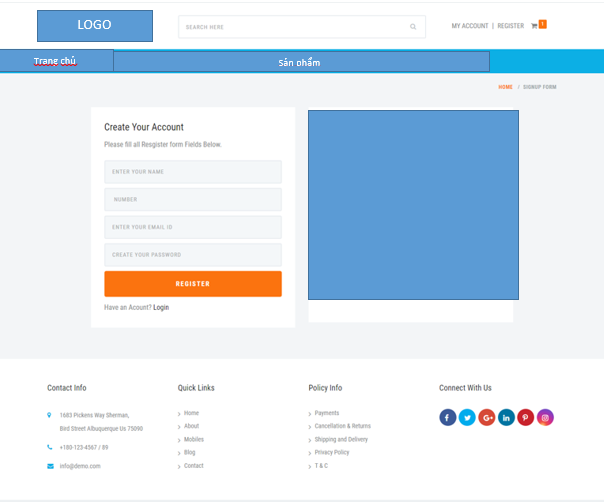 LOGO
SEARCH HERE
MY ACCOUNT | REGISTER 1
Trang chủ
Sản phẩm
HOME / SIGNUP FORM
Create Your Account
Please fill all Resgister form Fields Below.
ENTER YOUR NAME
NUMBER
ENTER YOUR EMAIL ID
CREATE YOUR PASSWORD
REGISTER
Have an Acount? Login
Contact Info
1683 Pickens Way Sherman,
Bird Street Albuquerque Us 75090
+180-123-4567 / 89
info@demo.com
Quick Links
Home
About
Mobiles
Blog
Contact
Policy Info
Payments
Cancellation & Returns
Shipping and Delivery
Privacy Policy
T & C
Connect With Us